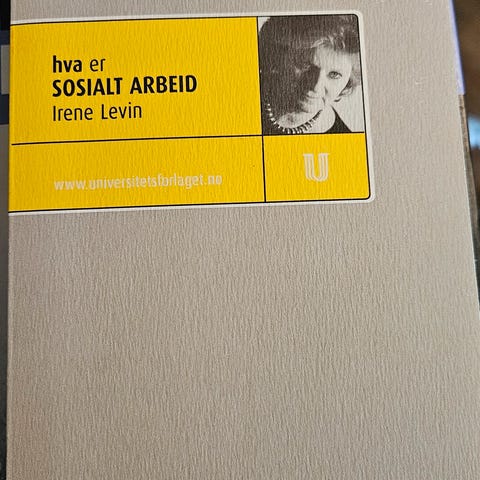 hva er
SOSIALT ARBEID
Irene Levin
www.universitetsforlaget.no
U